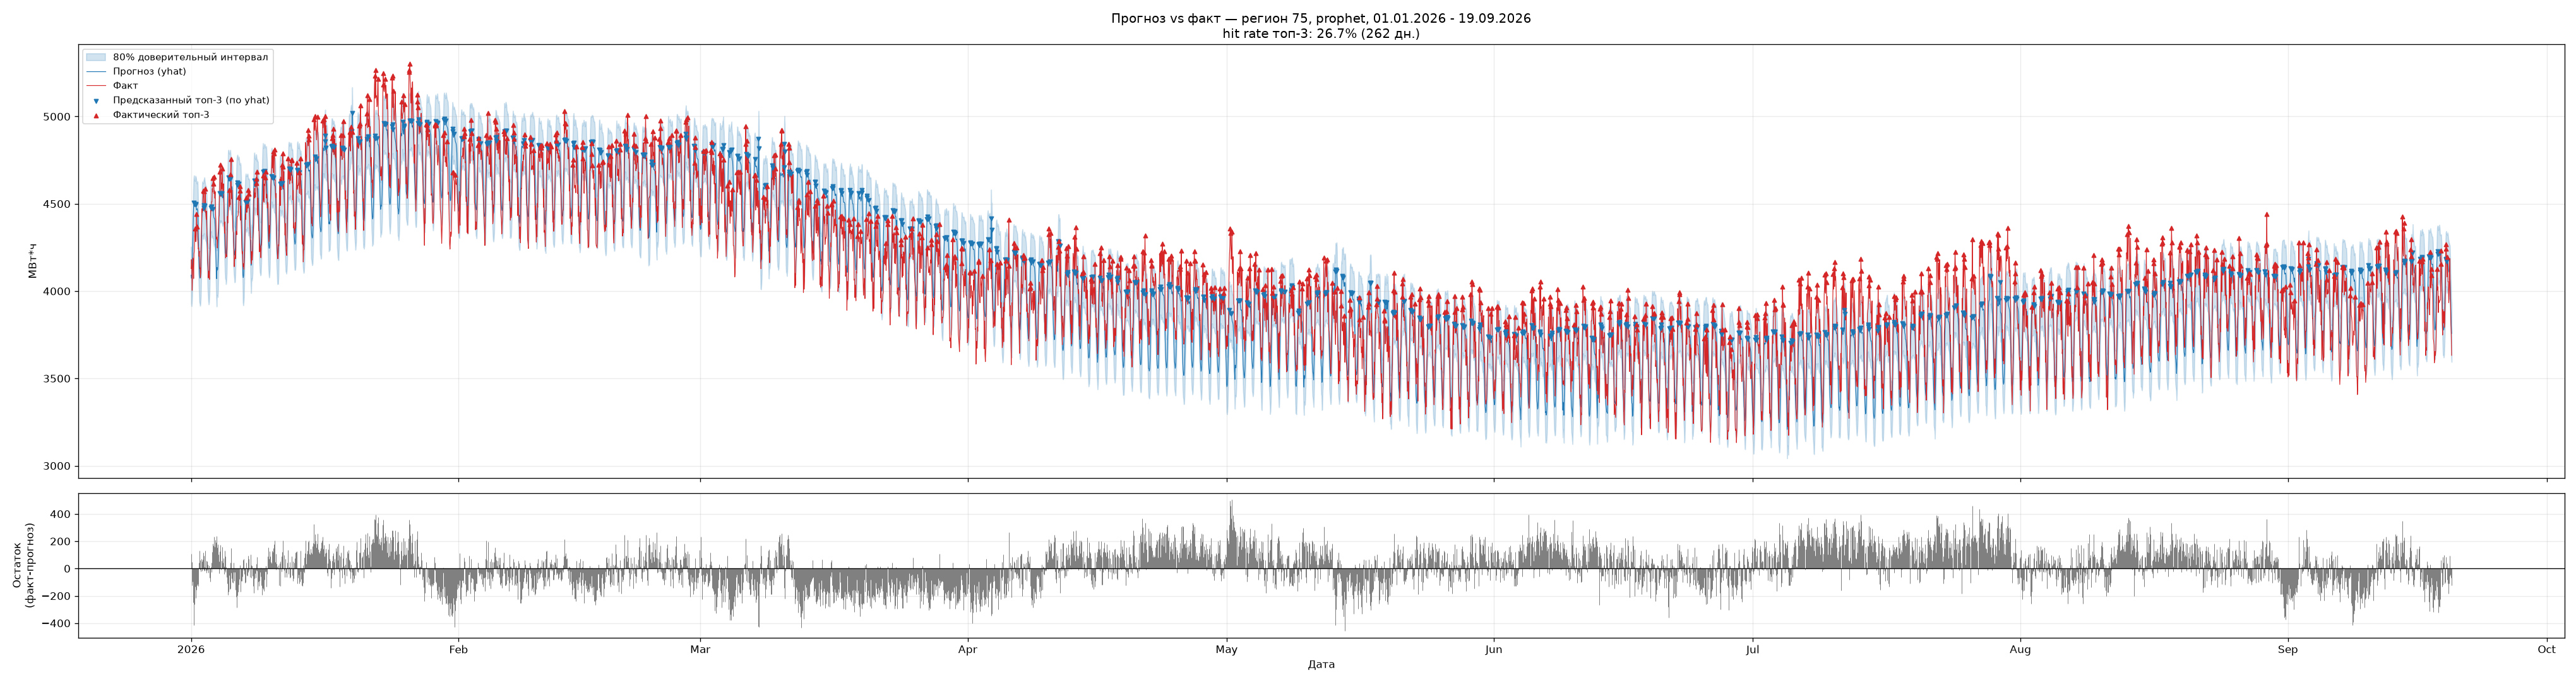 Прогноз vs факт — регион 75, prophet, 01.01.2026 - 19.09.2026
hit rate топ-3: 26.7% (262 дн.)
80% доверительный интервал
Прогноз (yhat)
Факт
Предсказанный топ-3 (по yhat)
Фактический топ-3
МВт*ч
5000
4500
4000
3500
3000
Остаток
(факт-прогноз)
400
200
0
−200
−400
2026
Feb
Mar
Apr
May
Jun
Jul
Aug
Sep
Oct
Дата